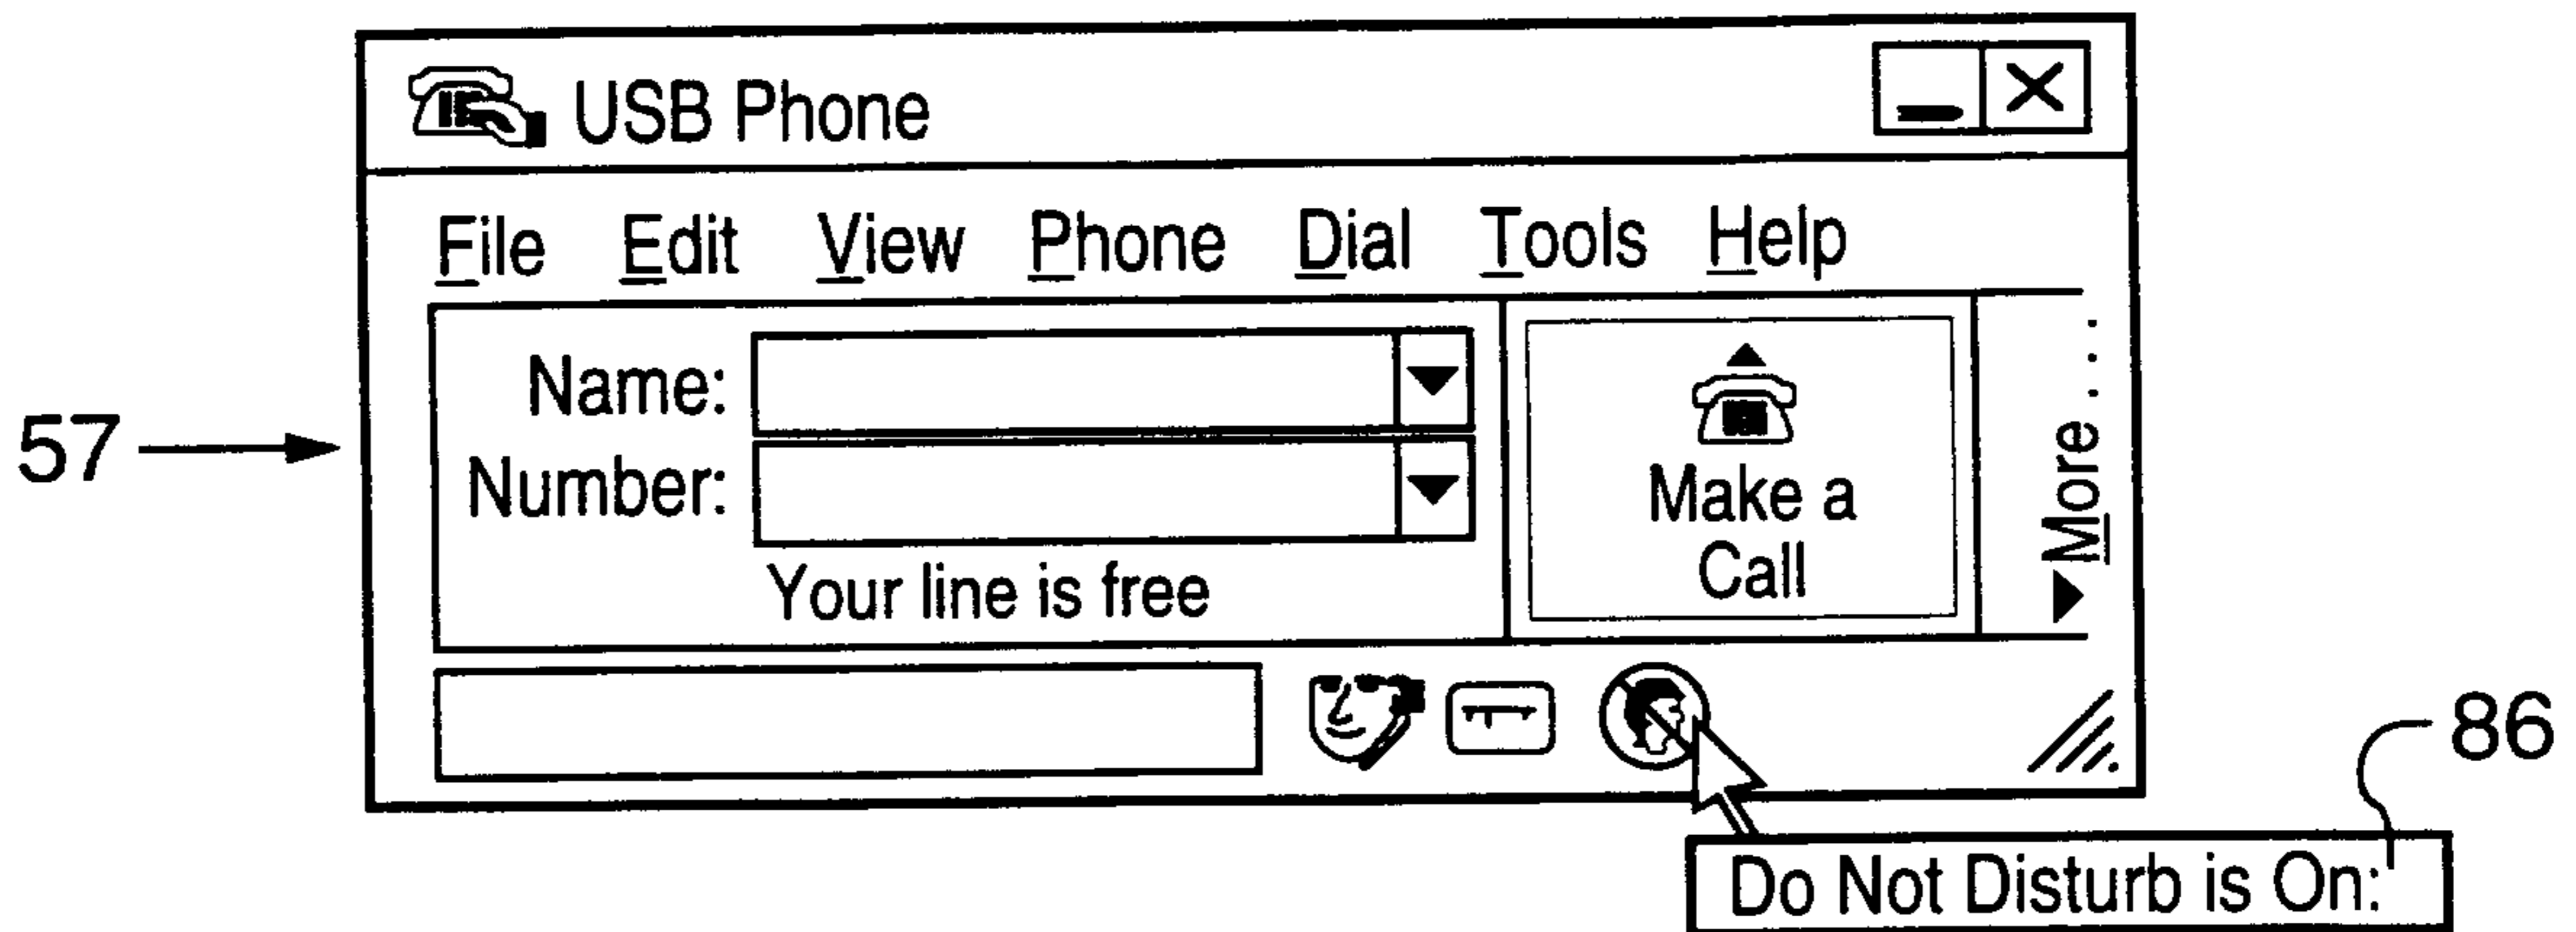 USB Phone
File Edit View Phone Dial Tools Help
Name:
Number:
Your line is free
Make a
Call
More . . .
57
86
Do Not Disturb is On: